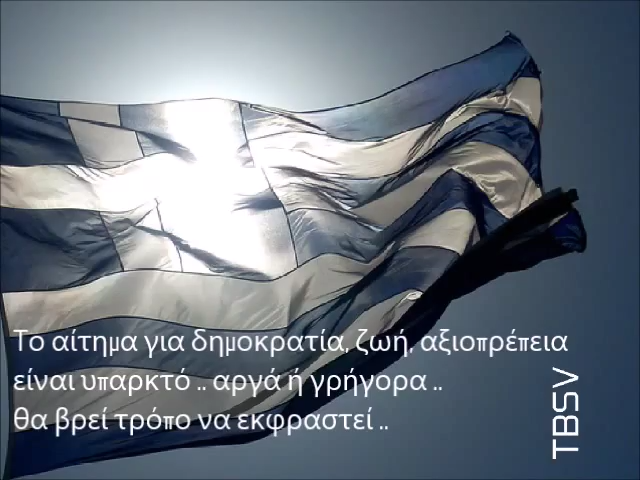 Το αίτημα για δημοκρατία, ζωή, αξιοπρέπεια
είναι υπαρκτό .. αργά ή γρήγορα ..
θα βρεί τρόπο να εκφραστεί ..
TBSV